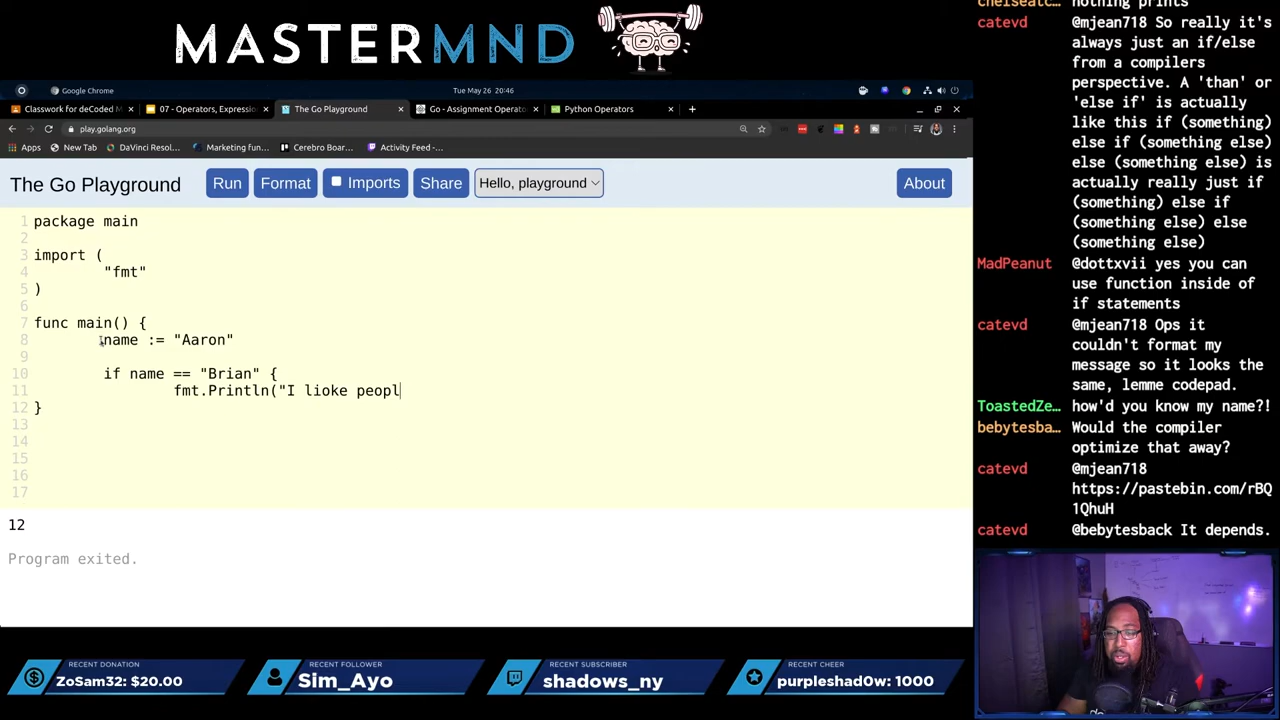 MASTERMND
Google Chrome
Tue May 26 20:46
Classwork for deCoded M
07 - Operators, Expressio
The Go Playground
Go - Assignment Operato
Python Operators
play.golang.org
Apps
New Tab
DaVinci Resol...
Marketing fun...
Cerebro Boar...
Activity Feed -...
The Go Playground
Run
Format
Imports
Share
Hello, playground
About
1 package main
2
3 import (
4 "fmt"
5 )
6
7 func main() {
8 name := "Aaron"
9
10 if name == "Brian" {
11 fmt.Println("I lioke peopl
12 }
13
14
15
16
17
12
Program exited.
nothing prints
catevd @mjean718 So really it's
always just an if/else
from a compilers
perspective. A 'than' or
'else if' is actually
like this if (something)
else if (something else)
else (something else) is
actually really just if
(something) else if
(something else) else
(something else)
MadPeanut @dottxvii yes you can
use function inside of
if statements
catevd @mjean718 Ops it
couldn't format my
message so it looks the
same, lemme codepad.
ToastedZe... how'd you know my name?!
bebytesba... Would the compiler
optimize that away?
catevd @mjean718
https://pastebin.com/rBQ
1QhuH
catevd @bebytesback It depends.
RECENT DONATION
ZoSam32: $20.00
RECENT FOLLOWER
Sim_Ayo
RECENT SUBSCRIBER
shadows_ny
RECENT CHEER
purpleshad0w: 1000